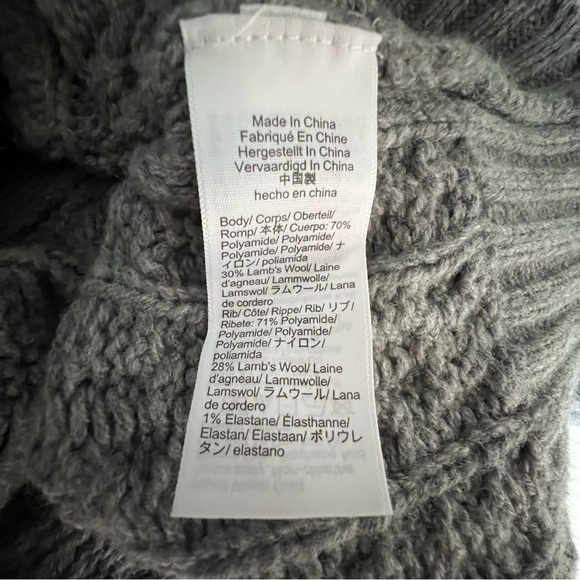 Made In China
Fabriqué En Chine
Hergestellt In China
Vervaardigd In China
中国製
hecho en china
Body/ Corps/ Oberteil/
Romp/ 本体/ Cuerpo: 70%
Polyamide/ Polyamide/
Polyamide/ Polyamide/ ナ
イロン/ poliamida
30% Lamb's Wool/ Laine
d'agneau/ Lammwolle/
Lamswol/ ラムウール/ Lana
de cordero
Rib/ Côte/ Rippe/ Rib/ リブ/
Ribete: 71% Polyamide/
Polyamide/ Polyamide/
Polyamide/ ナイロン/
poliamida
28% Lamb's Wool/ Laine
d'agneau/ Lammwolle/
Lamswol/ ラムウール/ Lana
de cordero
1% Elastane/ Élasthanne/
Elastan/ Elastaan/ ポリウレ
タン/ elastano